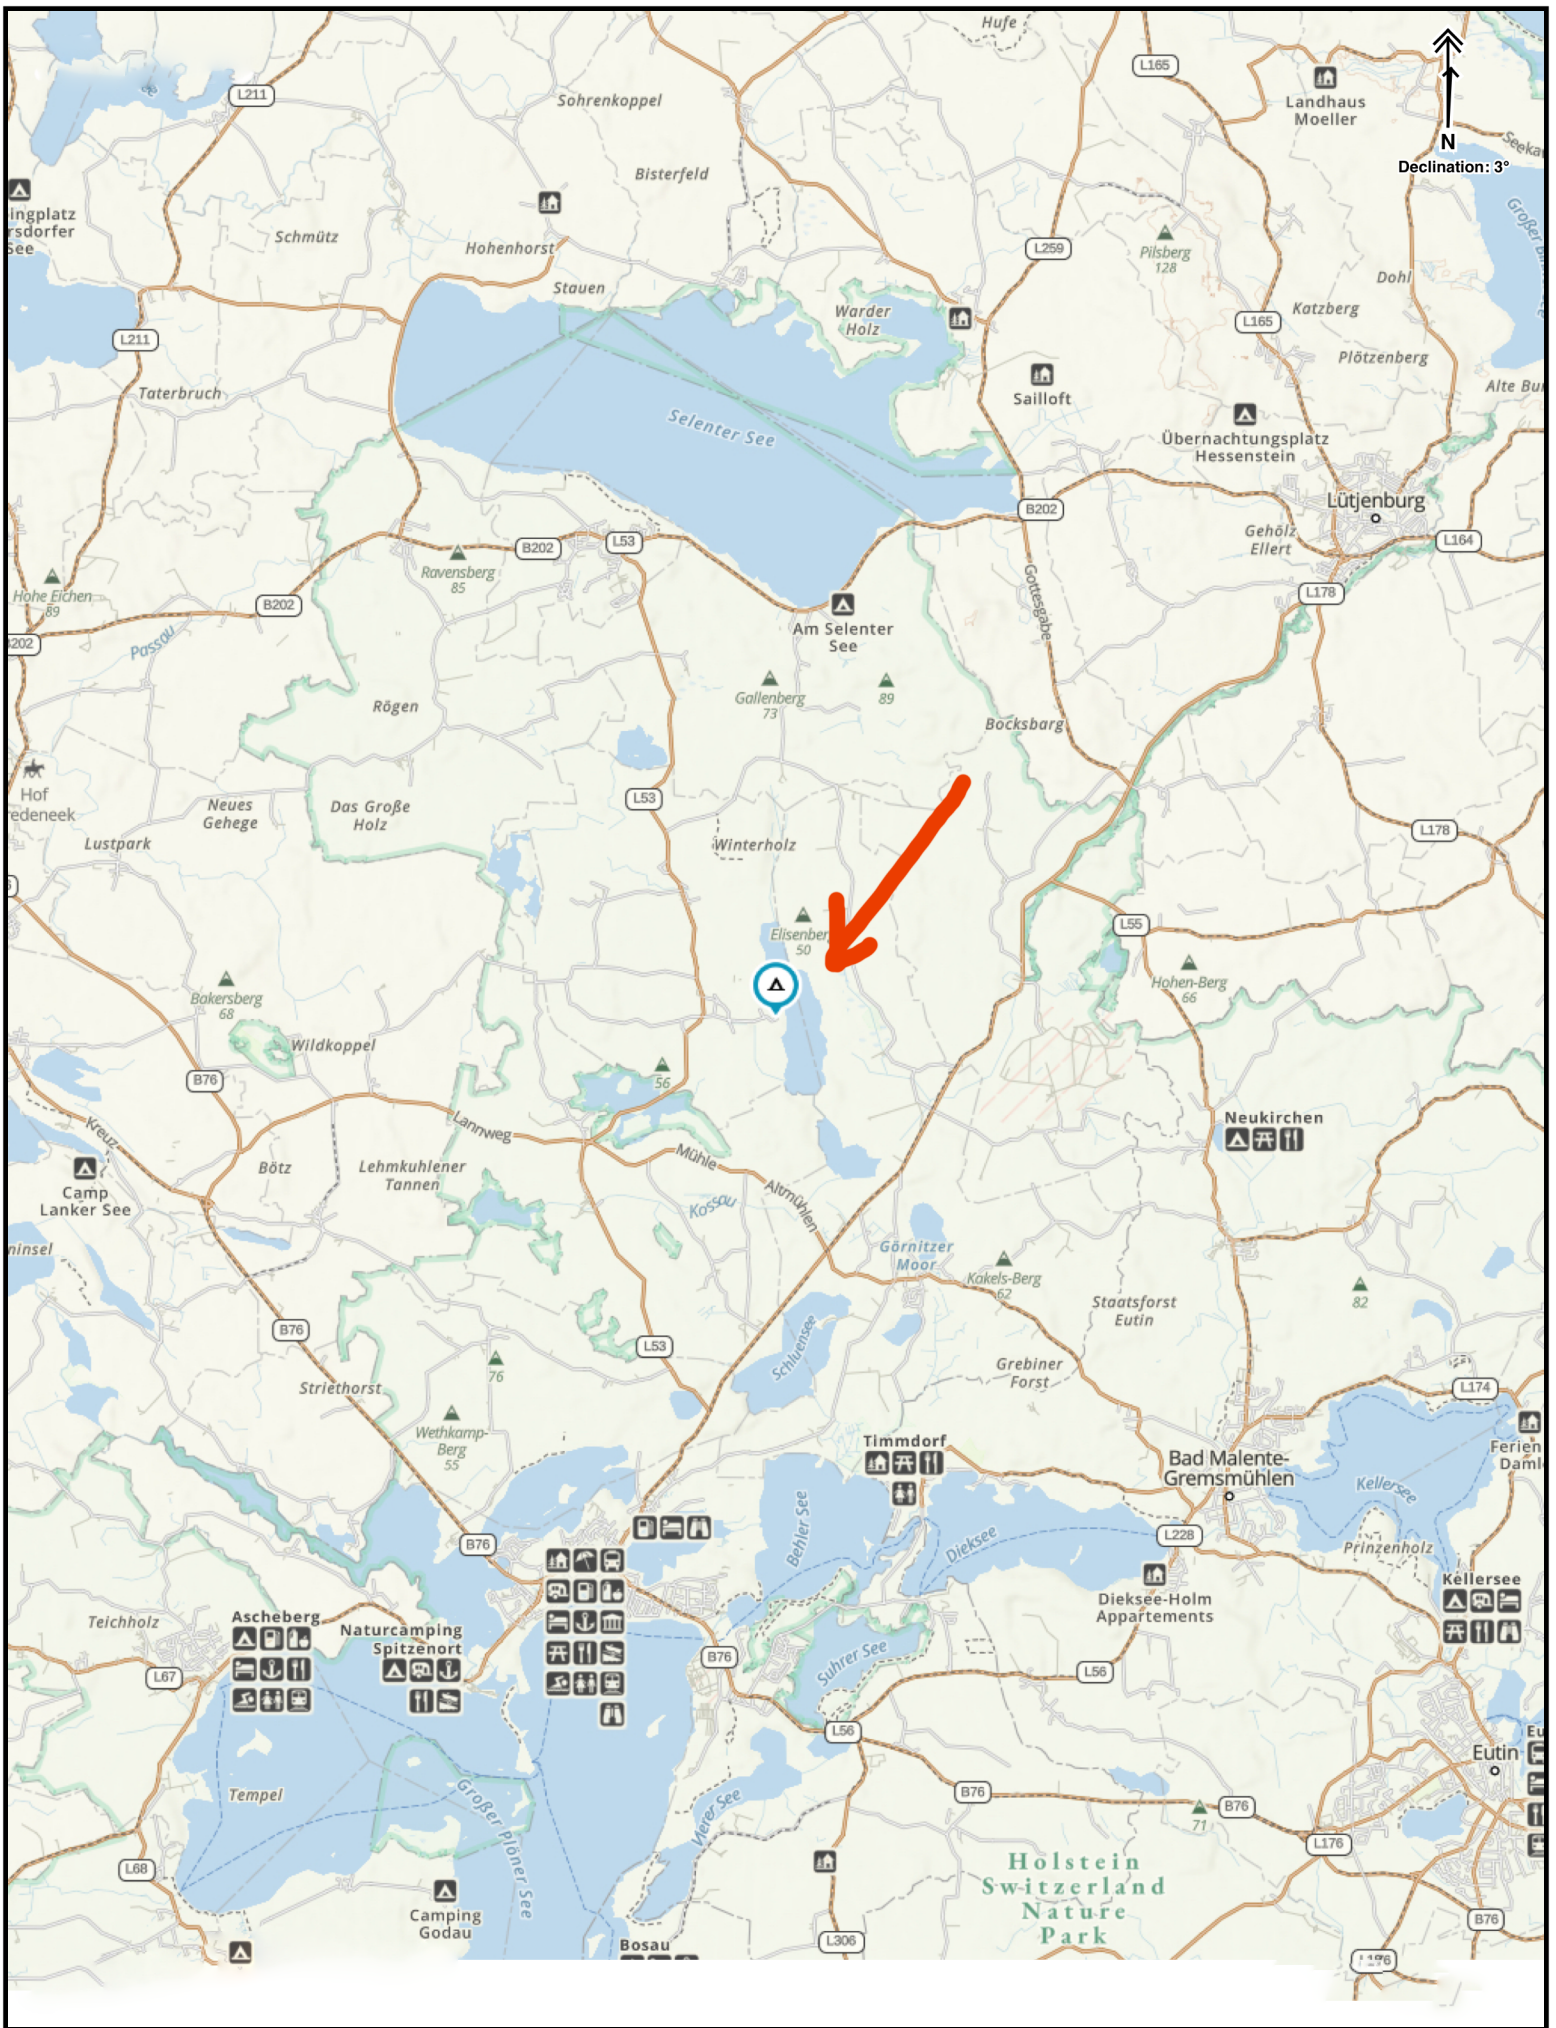 Hufe
L165
Landhaus
Moeller
N
Declination: 3°
L211
Sohrenkoppel
Bisterfeld
ingplatz
rsdorfer
See
Schmütz
Hohenhorst
L259
Pilsberg
128
Dohl
Stauen
Warder
Holz
Katzberg
L165
L211
Plötzenberg
Taterbruch
Sailloft
Alte Bur
Selenter See
Übernachtungsplatz
Hessenstein
Lütjenburg
B202
Gehölz
Ellert
L164
B202
L53
Ravensberg
85
Hohe Eichen
89
B202
Gottesgabe
L178
Am Selenter
See
B202
Passau
Gallenberg
73
89
Rögen
Bocksbarg
Hof
edeneek
Neues
Gehege
Das Große
Holz
L53
L178
Lustpark
Winterholz
L55
Elisenber
50
Hohen-Berg
66
Bakersberg
68
Wildkoppel
B76
56
Kreuz
Lannweg
Neukirchen
Bötz
Lehmkuhlener
Tannen
Mühle
Altmühlen
Camp
Lanker See
Kossau
ninsel
Görnitzer
Moor
Kakels-Berg
62
Staatsforst
Eutin
82
B76
L53
Schluensee
76
Grebiner
Forst
Striethorst
L174
Wethkamp-
Berg
55
Timmdorf
Bad Malente-
Gremsmühlen
Ferien
Daml
Kellersee
B76
Behler See
Dieksee
L228
Prinzenholz
Dieksee-Holm
Appartements
Kellersee
Teichholz
Ascheberg
Naturcamping
Spitzenort
Suhrer See
B76
L67
L56
L56
Eu
Eutin
Tempel
Großer Plöner See
Vierer See
B76
71
B76
L176
L68
Holstein
Switzerland
Nature
Park
Camping
Godau
B76
Bosau
L306